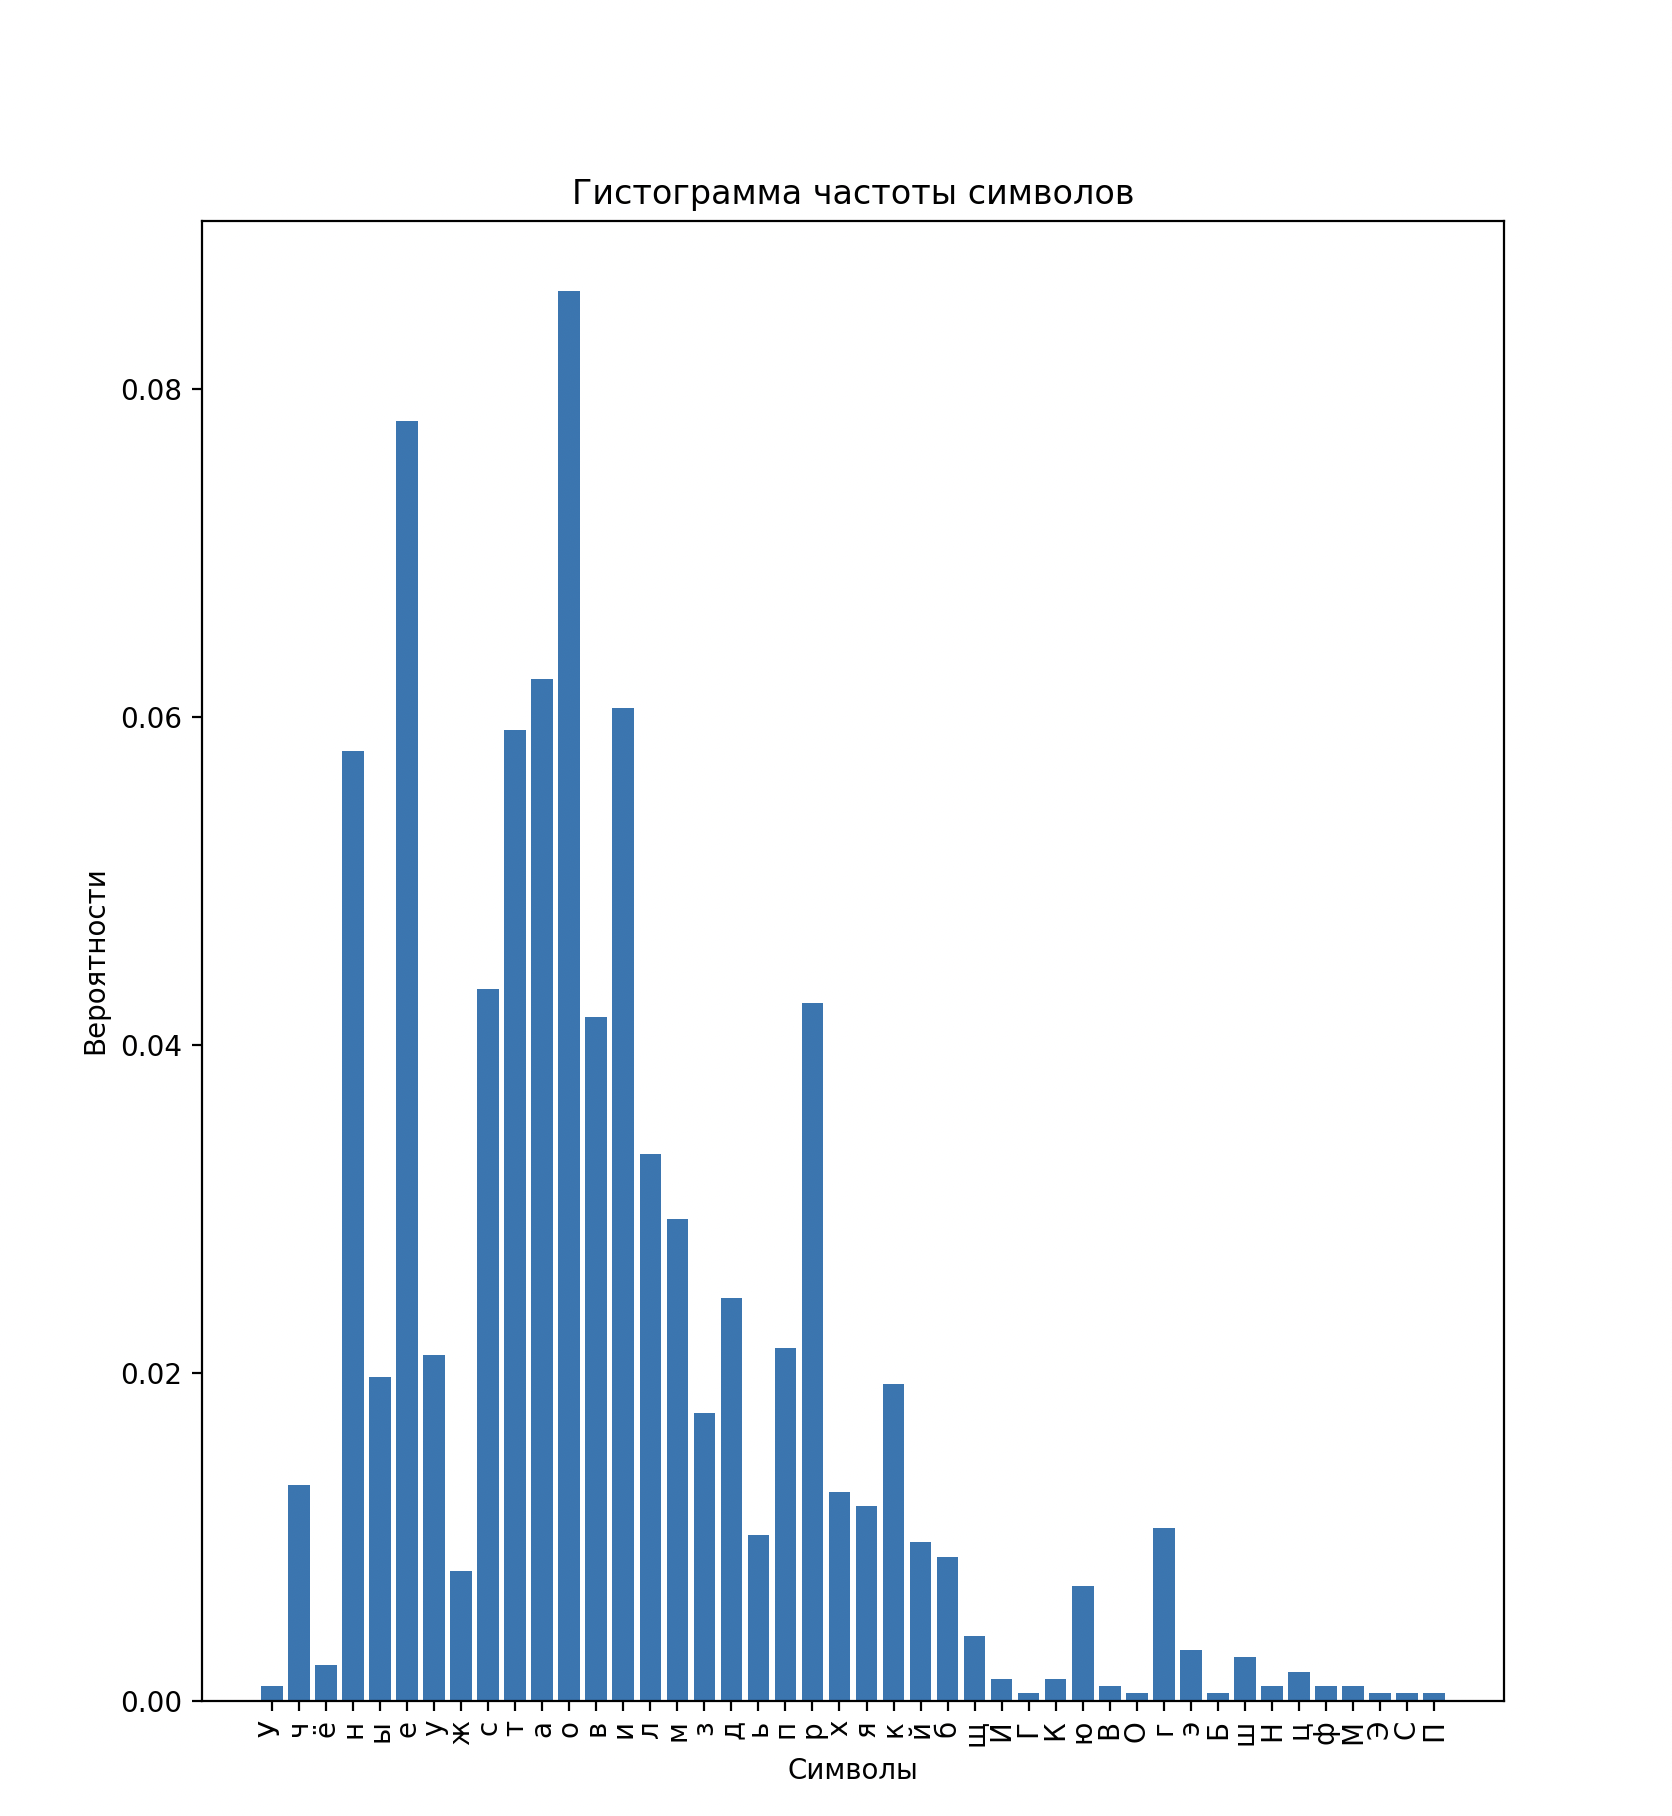 Гистограмма частоты символов
Вероятности
0.08
0.06
0.04
0.02
0.00
У ч ё н ы е у ж с т а о в и л м з д ь п р х я к й б щ И Г К ю В О г э Б ш Н ц ф М Э С П
Символы